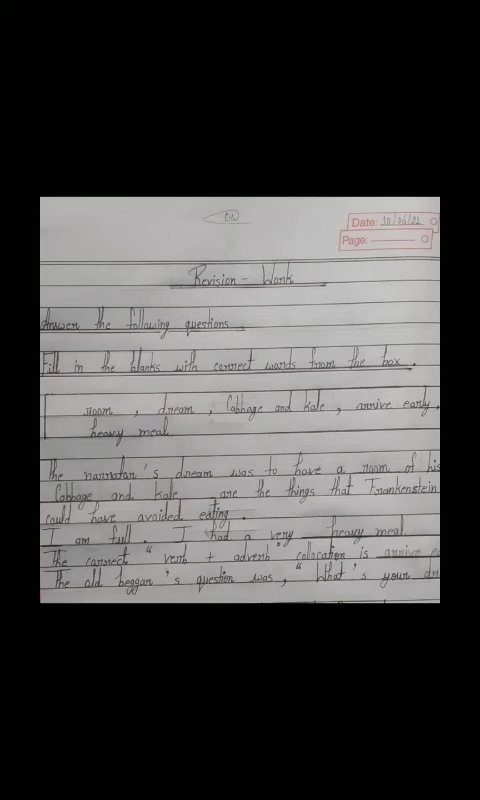 CW
Date: 10/06/21
Page:
Revision - Work
Answer the following questions.
Fill in the blanks with correct words from the box.
room, dream, Cabbage and Kale, arrive early,
heavy meal
The narrator's dream was to have a room of his
Cabbage and Kale are the things that Frankenstein
could have avoided eating.
I am full. I had a very heavy meal
The correct "verb + adverb" collocation is arrive ea
The old beggar's question was, "What's your dr